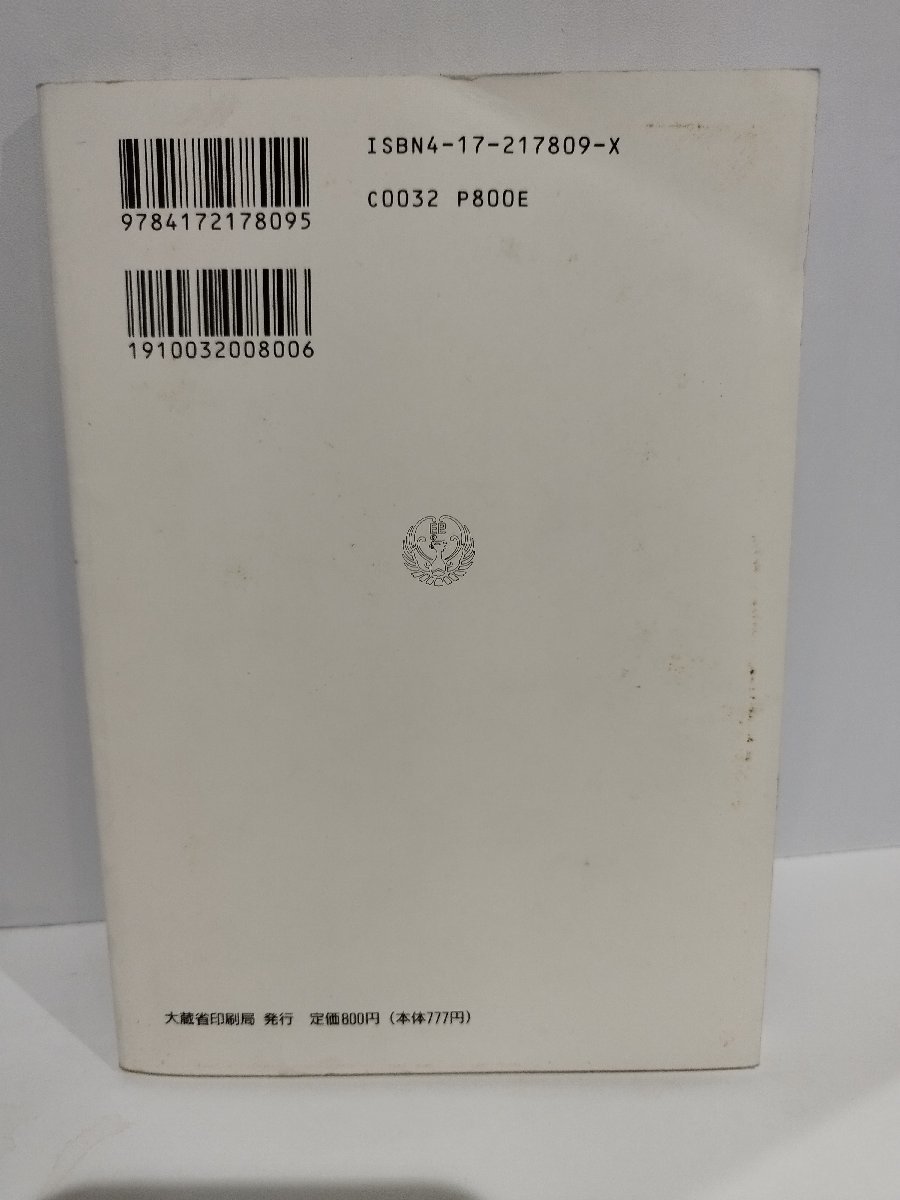 ISBN4-17-217809-X
9784172178095
C0032 P800E
1910032008006
印
大蔵省印刷局 発行 定価800円(本体777円)